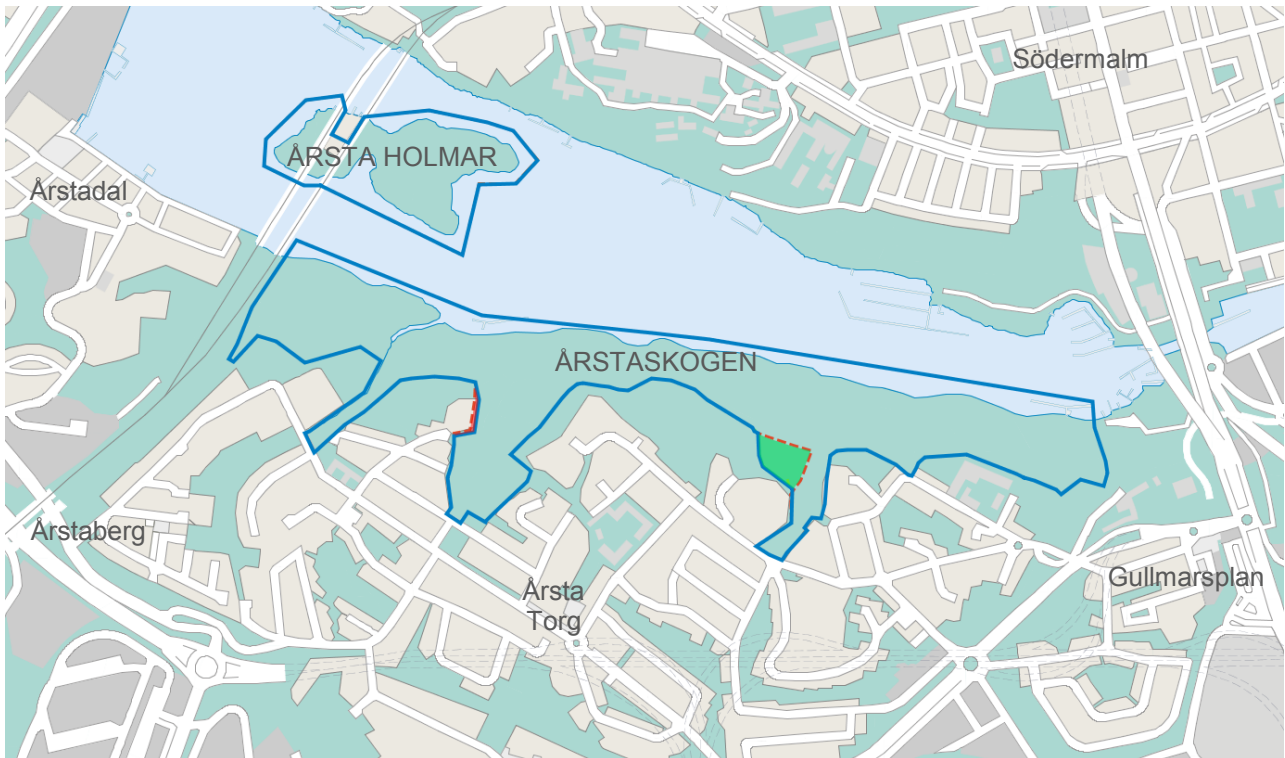 Södermalm
ÅRSTA HOLMAR
Årstadal
ÅRSTASKOGEN
Årstaberg
Gullmarsplan
Årsta
Torg